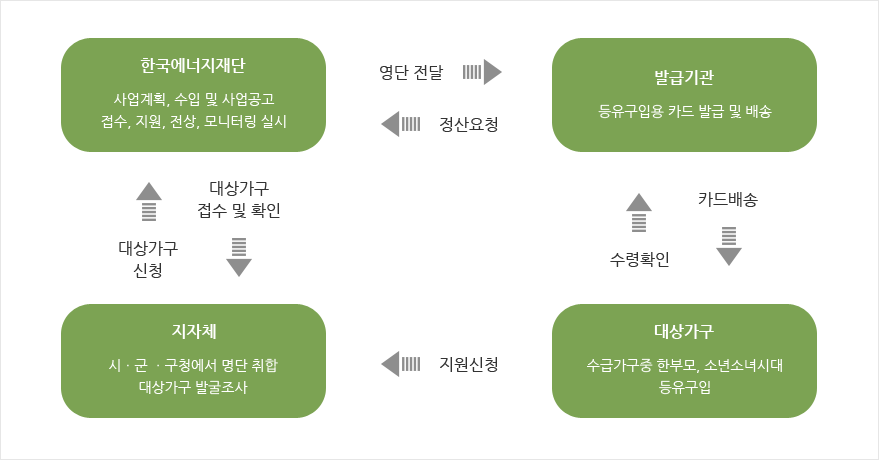 한국에너지재단
사업계획, 수입 및 사업공고
접수, 지원, 전상, 모니터링 실시
영단 전달
정산요청
발급기관
등유구입용 카드 발급 및 배송
대상가구
신청
대상가구
접수 및 확인
수령확인
카드배송
지자체
시 · 군 · 구청에서 명단 취합
대상가구 발굴조사
지원신청
대상가구
수급가구중 한부모, 소년소녀시대
등유구입